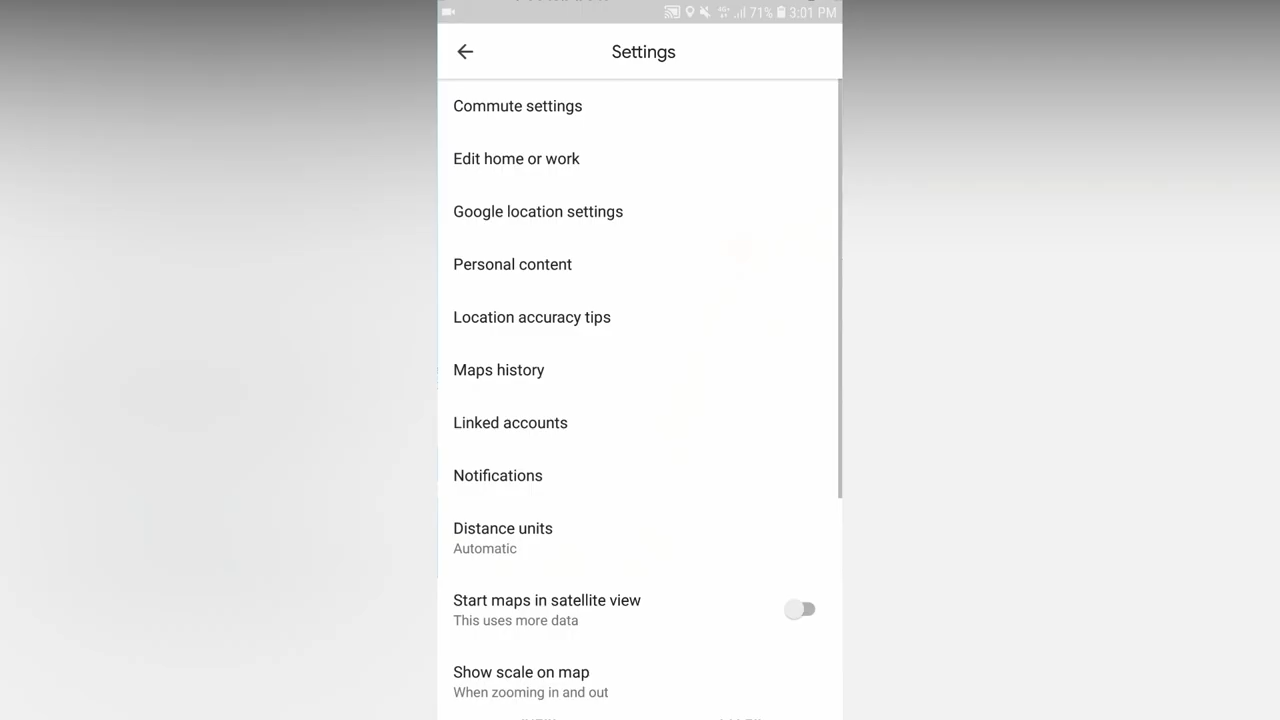 71% 3:01 PM
Settings
Commute settings
Edit home or work
Google location settings
Personal content
Location accuracy tips
Maps history
Linked accounts
Notifications
Distance units
Automatic
Start maps in satellite view
This uses more data
Show scale on map
When zooming in and out